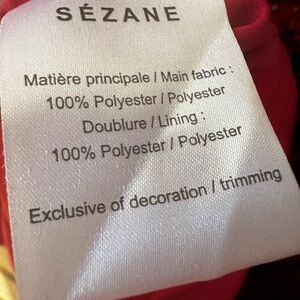 SÉZANE
Matière principale / Main fabric :
100% Polyester / Polyester
Doublure / Lining :
100% Polyester / Polyester
Exclusive of decoration / trimming